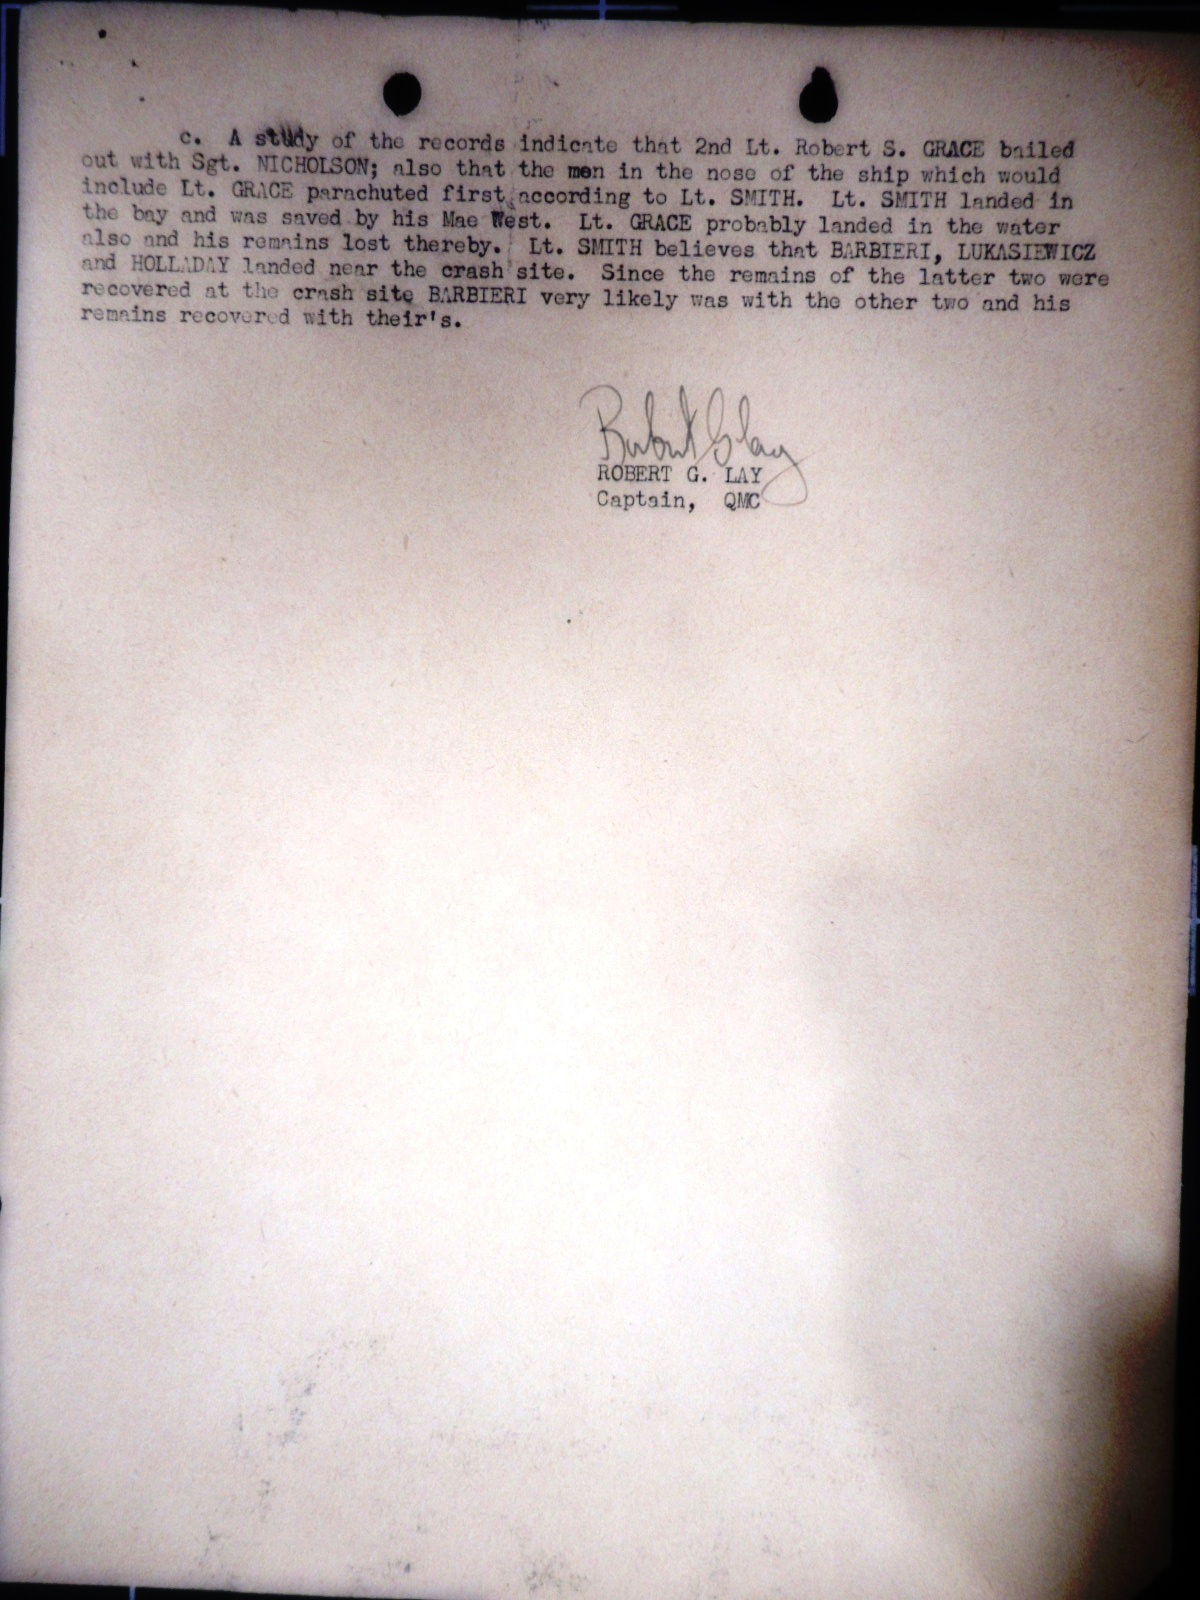 c. A study of the records indicate that 2nd Lt. Robert S. GRACE bailed
out with Sgt. NICHOLSON; also that the men in the nose of the ship which would
include Lt. GRACE parachuted first, according to Lt. SMITH. Lt. SMITH landed in
the bay and was saved by his Mae West. Lt. GRACE probably landed in the water
also and his remains lost thereby. Lt. SMITH believes that BARBIERI, LUKASIEWICZ
and HOLLADAY landed near the crash site. Since the remains of the latter two were
recovered at the crash site BARBIERI very likely was with the other two and his
remains recovered with their's.
Robert G Lay
ROBERT G. LAY
Captain, QMC